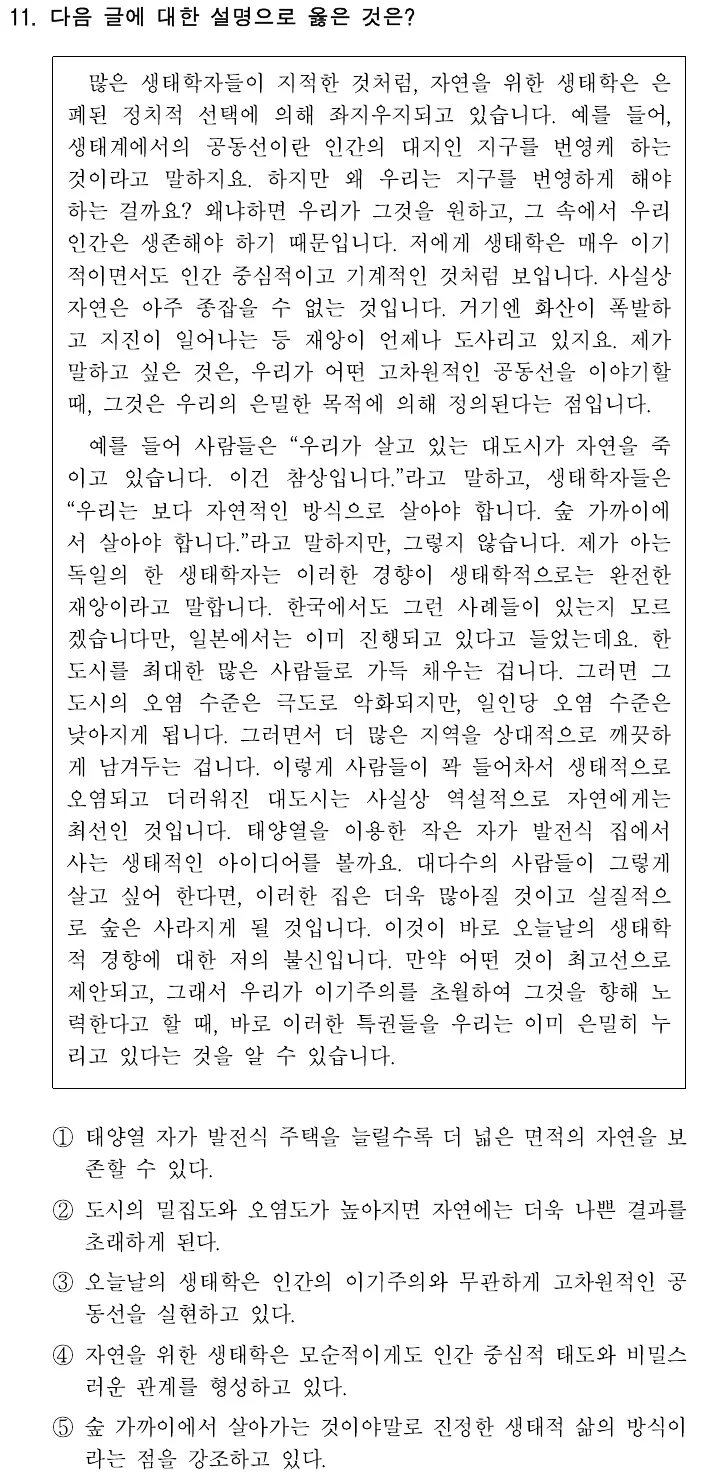 11. 다음 글에 대한 설명으로 옳은 것은?
많은 생태학자들이 지적한 것처럼, 자연을 위한 생태학은 은
폐된 정치적 선택에 의해 좌지우지되고 있습니다. 예를 들어,
생태계에서의 공동선이란 인간의 대지인 지구를 번영케 하는
것이라고 말하지요. 하지만 왜 우리는 지구를 번영하게 해야
하는 걸까요? 왜냐하면 우리가 그것을 원하고, 그 속에서 우리
인간은 생존해야 하기 때문입니다. 저에게 생태학은 매우 이기
적이면서도 인간 중심적이고 기계적인 것처럼 보입니다. 사실상
자연은 아주 종잡을 수 없는 것입니다. 거기엔 화산이 폭발하
고 지진이 일어나는 등 재앙이 언제나 도사리고 있지요. 제가
말하고 싶은 것은, 우리가 어떤 고차원적인 공동선을 이야기할
때, 그것은 우리의 은밀한 목적에 의해 정의된다는 점입니다.
예를 들어 사람들은 “우리가 살고 있는 대도시가 자연을 죽
이고 있습니다. 이건 참상입니다.”라고 말하고, 생태학자들은
“우리는 보다 자연적인 방식으로 살아야 합니다. 숲 가까이에
서 살아야 합니다.”라고 말하지만, 그렇지 않습니다. 제가 아는
독일의 한 생태학자는 이러한 경향이 생태학적으로는 완전한
재앙이라고 말합니다. 한국에서도 그런 사례들이 있는지 모르
겠습니다만, 일본에서는 이미 진행되고 있다고 들었는데요. 한
도시를 최대한 많은 사람들로 가득 채우는 겁니다. 그러면 그
도시의 오염 수준은 극도로 악화되지만, 일인당 오염 수준은
낮아지게 됩니다. 그러면서 더 많은 지역을 상대적으로 깨끗하
게 남겨두는 겁니다. 이렇게 사람들이 꽉 들어차서 생태적으로
오염되고 더러워진 대도시는 사실상 역설적으로 자연에게는
최선인 것입니다. 태양열을 이용한 작은 자가 발전식 집에서
사는 생태적인 아이디어를 볼까요. 대다수의 사람들이 그렇게
살고 싶어 한다면, 이러한 집은 더욱 많아질 것이고 실질적으
로 숲은 사라지게 될 것입니다. 이것이 바로 오늘날의 생태학
적 경향에 대한 저의 불신입니다. 만약 어떤 것이 최고선으로
제안되고, 그래서 우리가 이기주의를 초월하여 그것을 향해 노
력한다고 할 때, 바로 이러한 특권들을 우리는 이미 은밀히 누
리고 있다는 것을 알 수 있습니다.
① 태양열 자가 발전식 주택을 늘릴수록 더 넓은 면적의 자연을 보
존할 수 있다.
② 도시의 밀집도와 오염도가 높아지면 자연에는 더욱 나쁜 결과를
초래하게 된다.
③ 오늘날의 생태학은 인간의 이기주의와 무관하게 고차원적인 공
동선을 실현하고 있다.
④ 자연을 위한 생태학은 모순적이게도 인간 중심적 태도와 비밀스
러운 관계를 형성하고 있다.
⑤ 숲 가까이에서 살아가는 것이야말로 진정한 생태적 삶의 방식이
라는 점을 강조하고 있다.